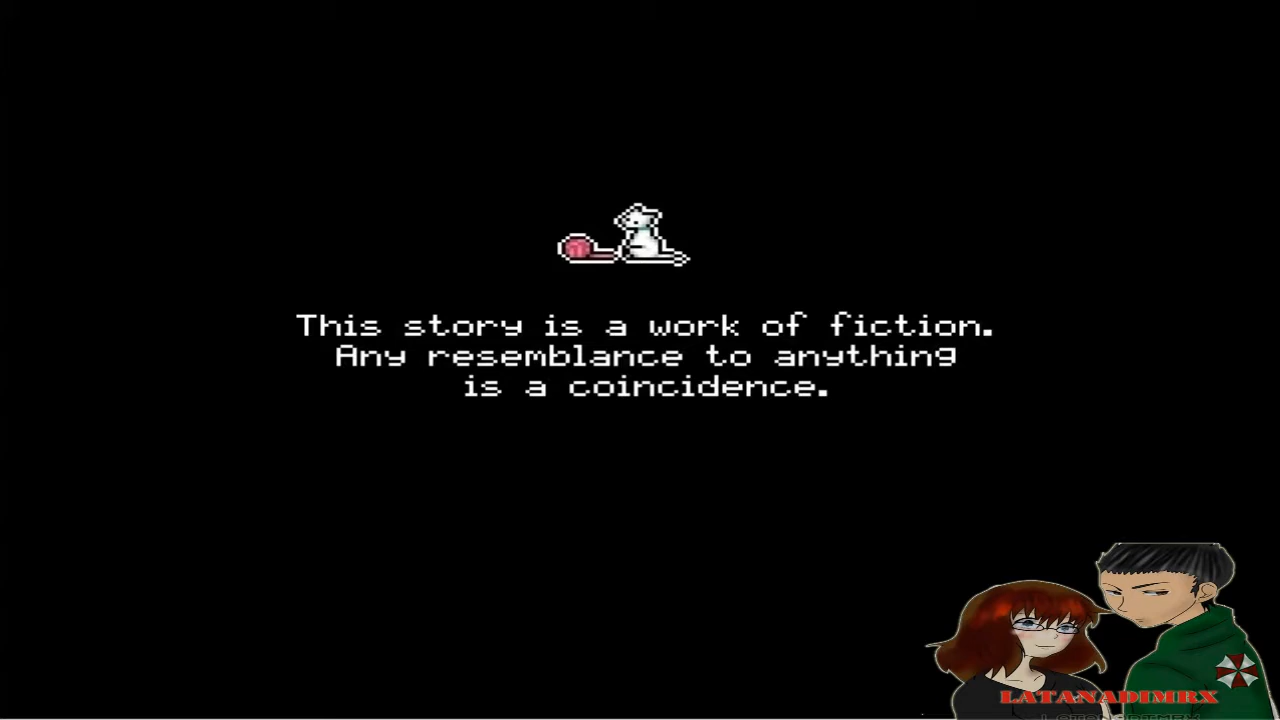 This story is a work of fiction.
Any resemblance to anything
is a coincidence.
LATANADIMRX